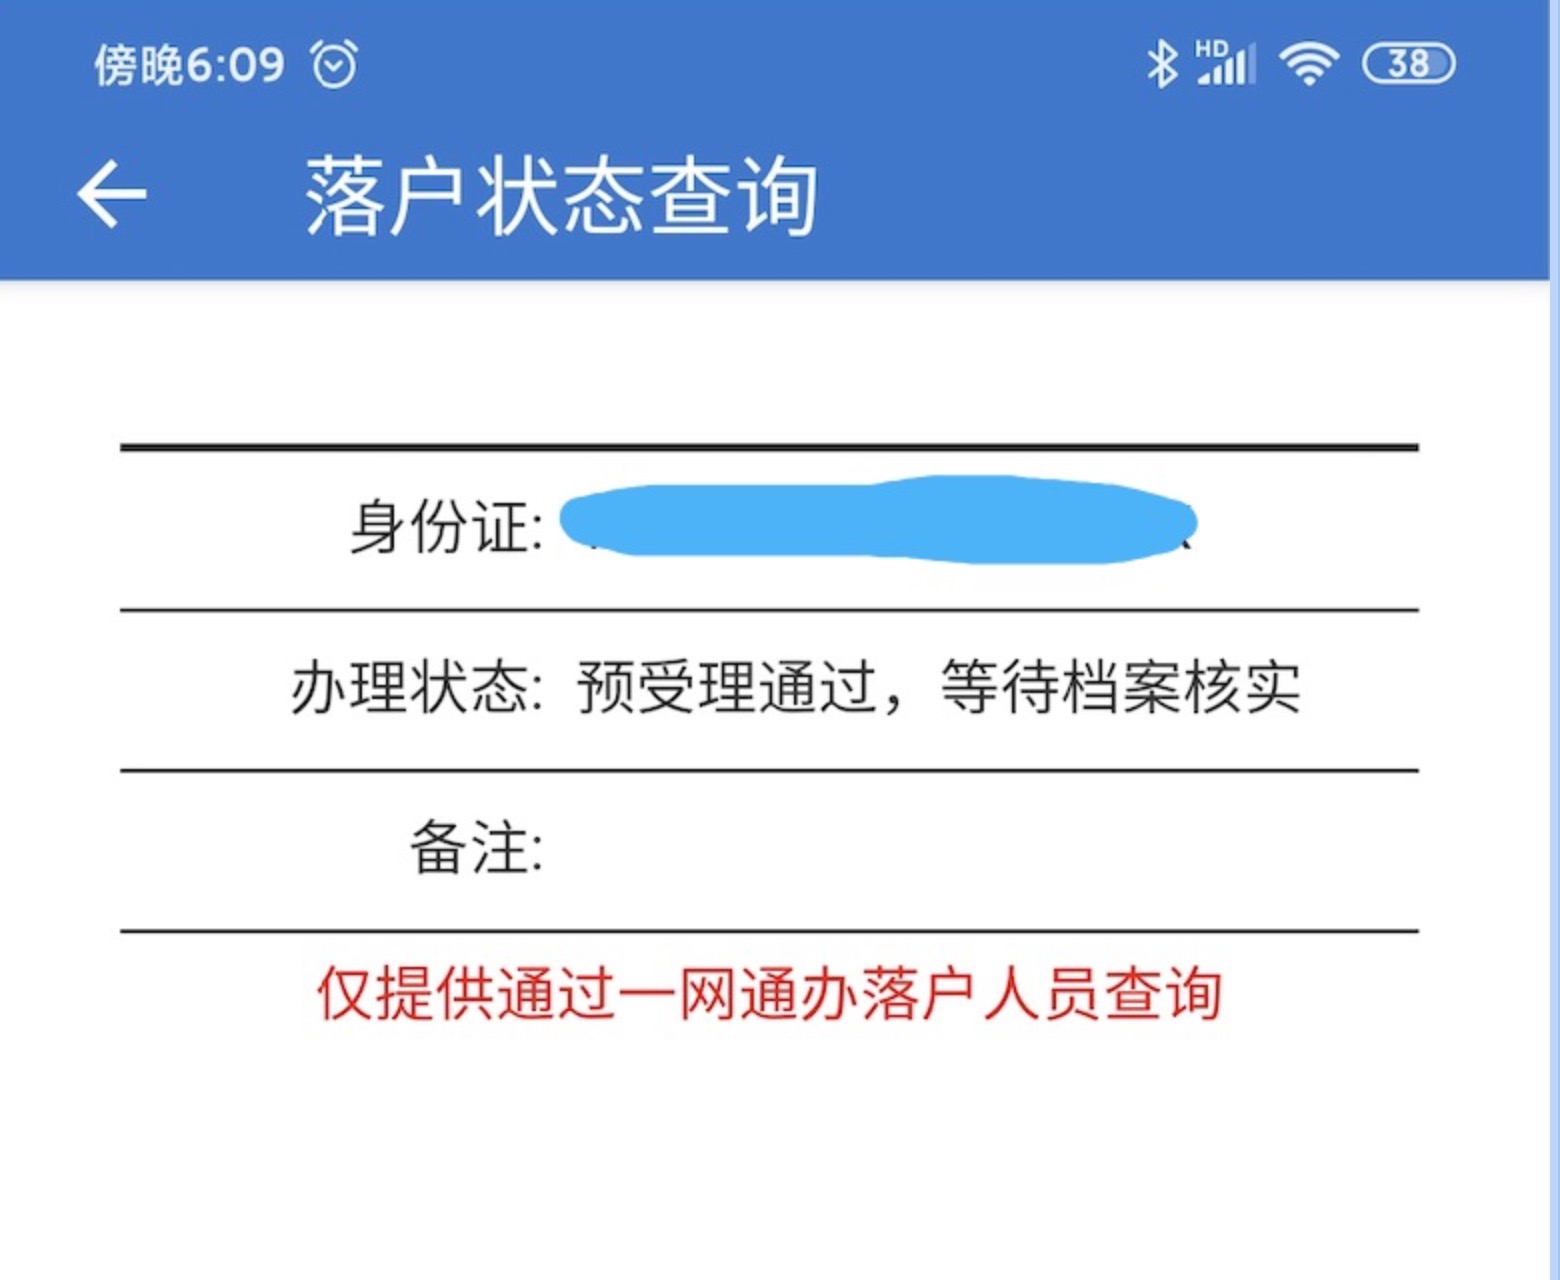 傍晚6:09 HD 38
落户状态查询
身份证:
办理状态: 预受理通过，等待档案核实
备注:
仅提供通过一网通办落户人员查询